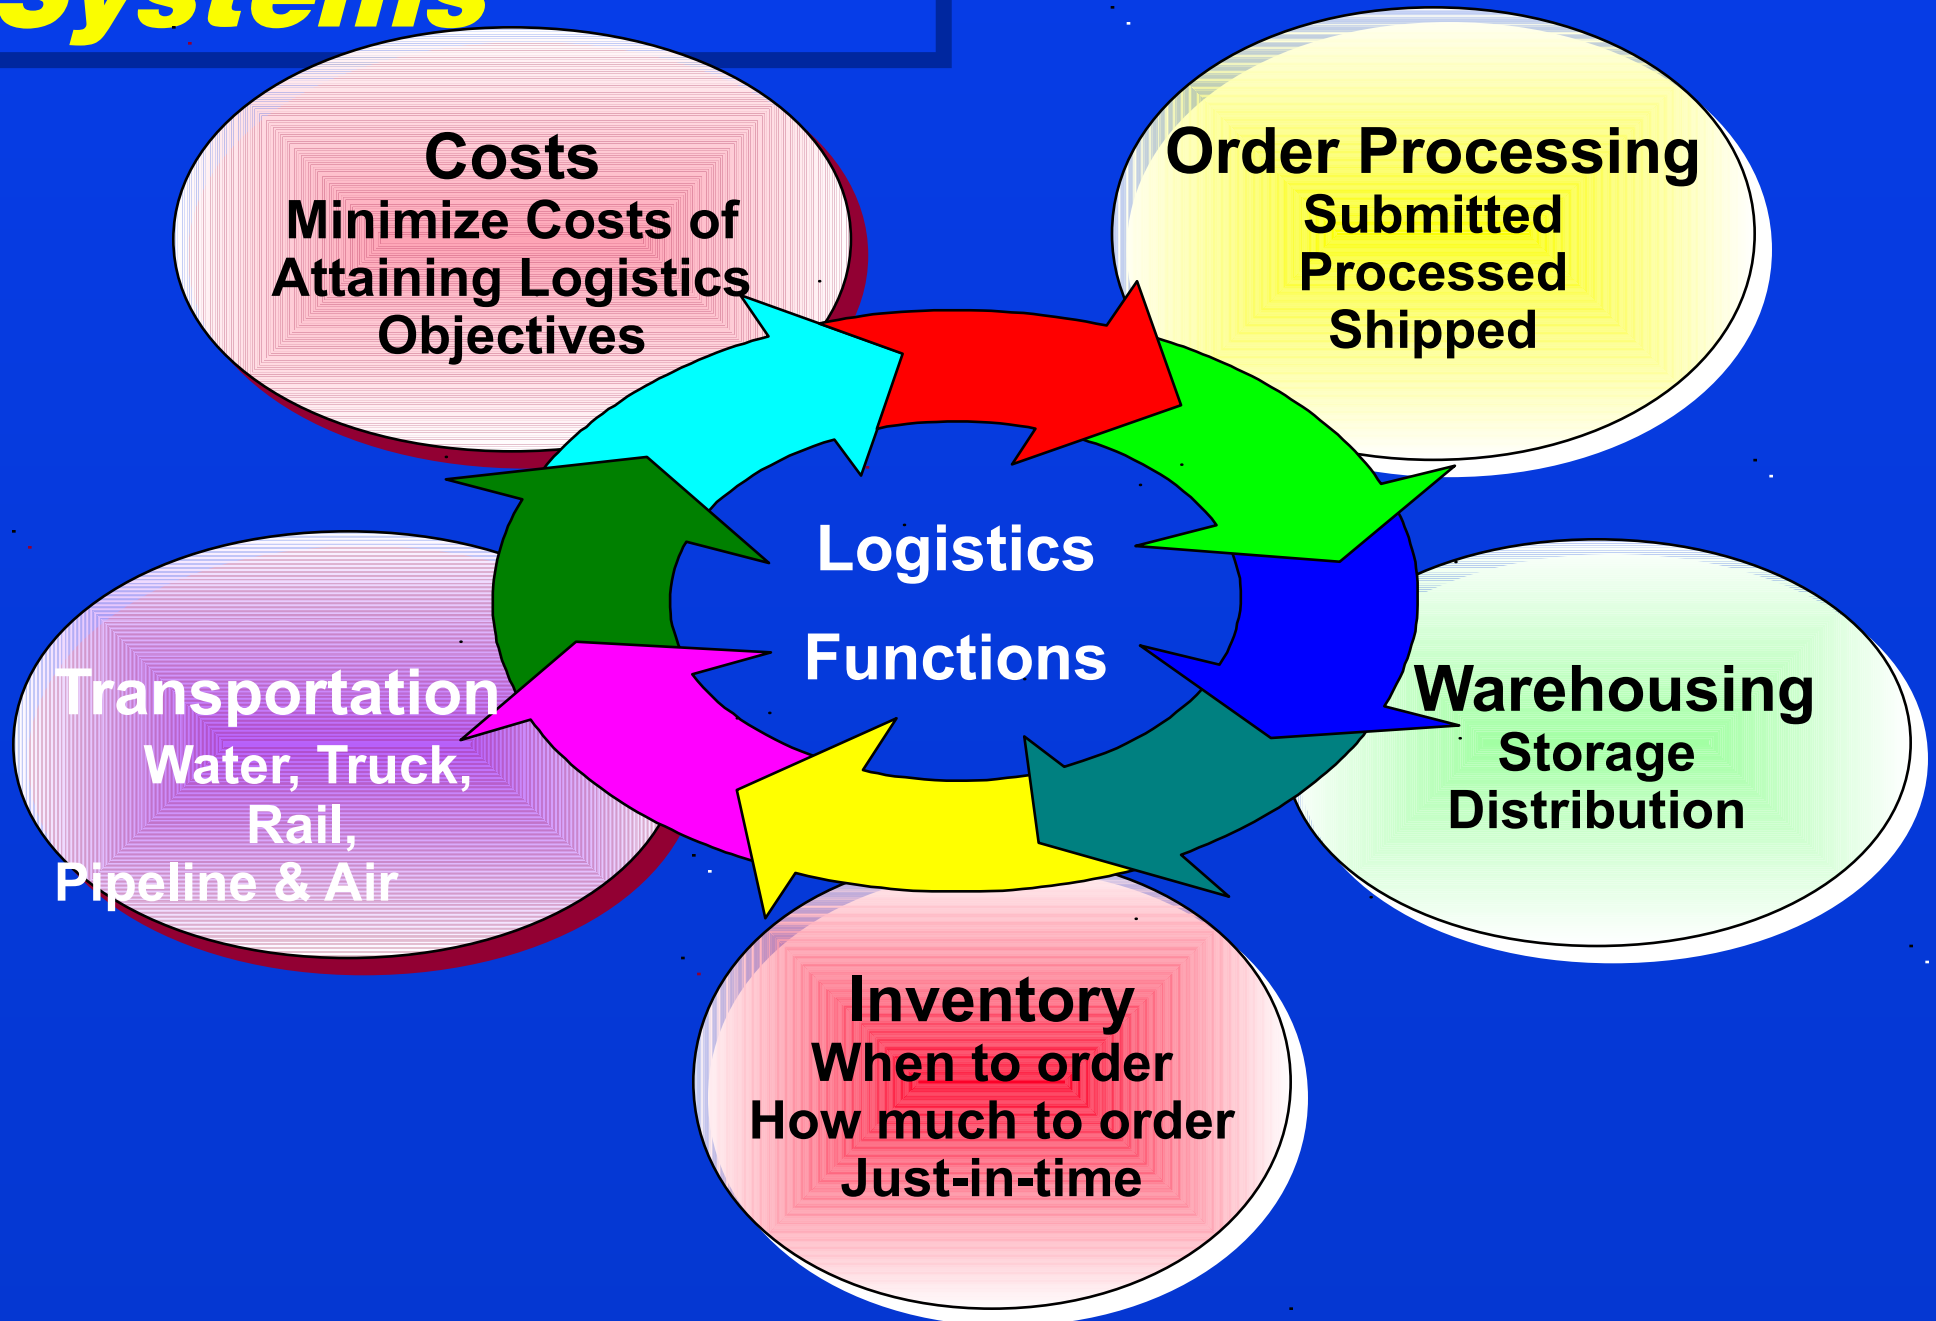 Systems
Costs
Minimize Costs of
Attaining Logistics
Objectives
Order Processing
Submitted
Processed
Shipped
Logistics
Functions
Transportation
Water, Truck,
Rail,
Pipeline & Air
Warehousing
Storage
Distribution
Inventory
When to order
How much to order
Just-in-time